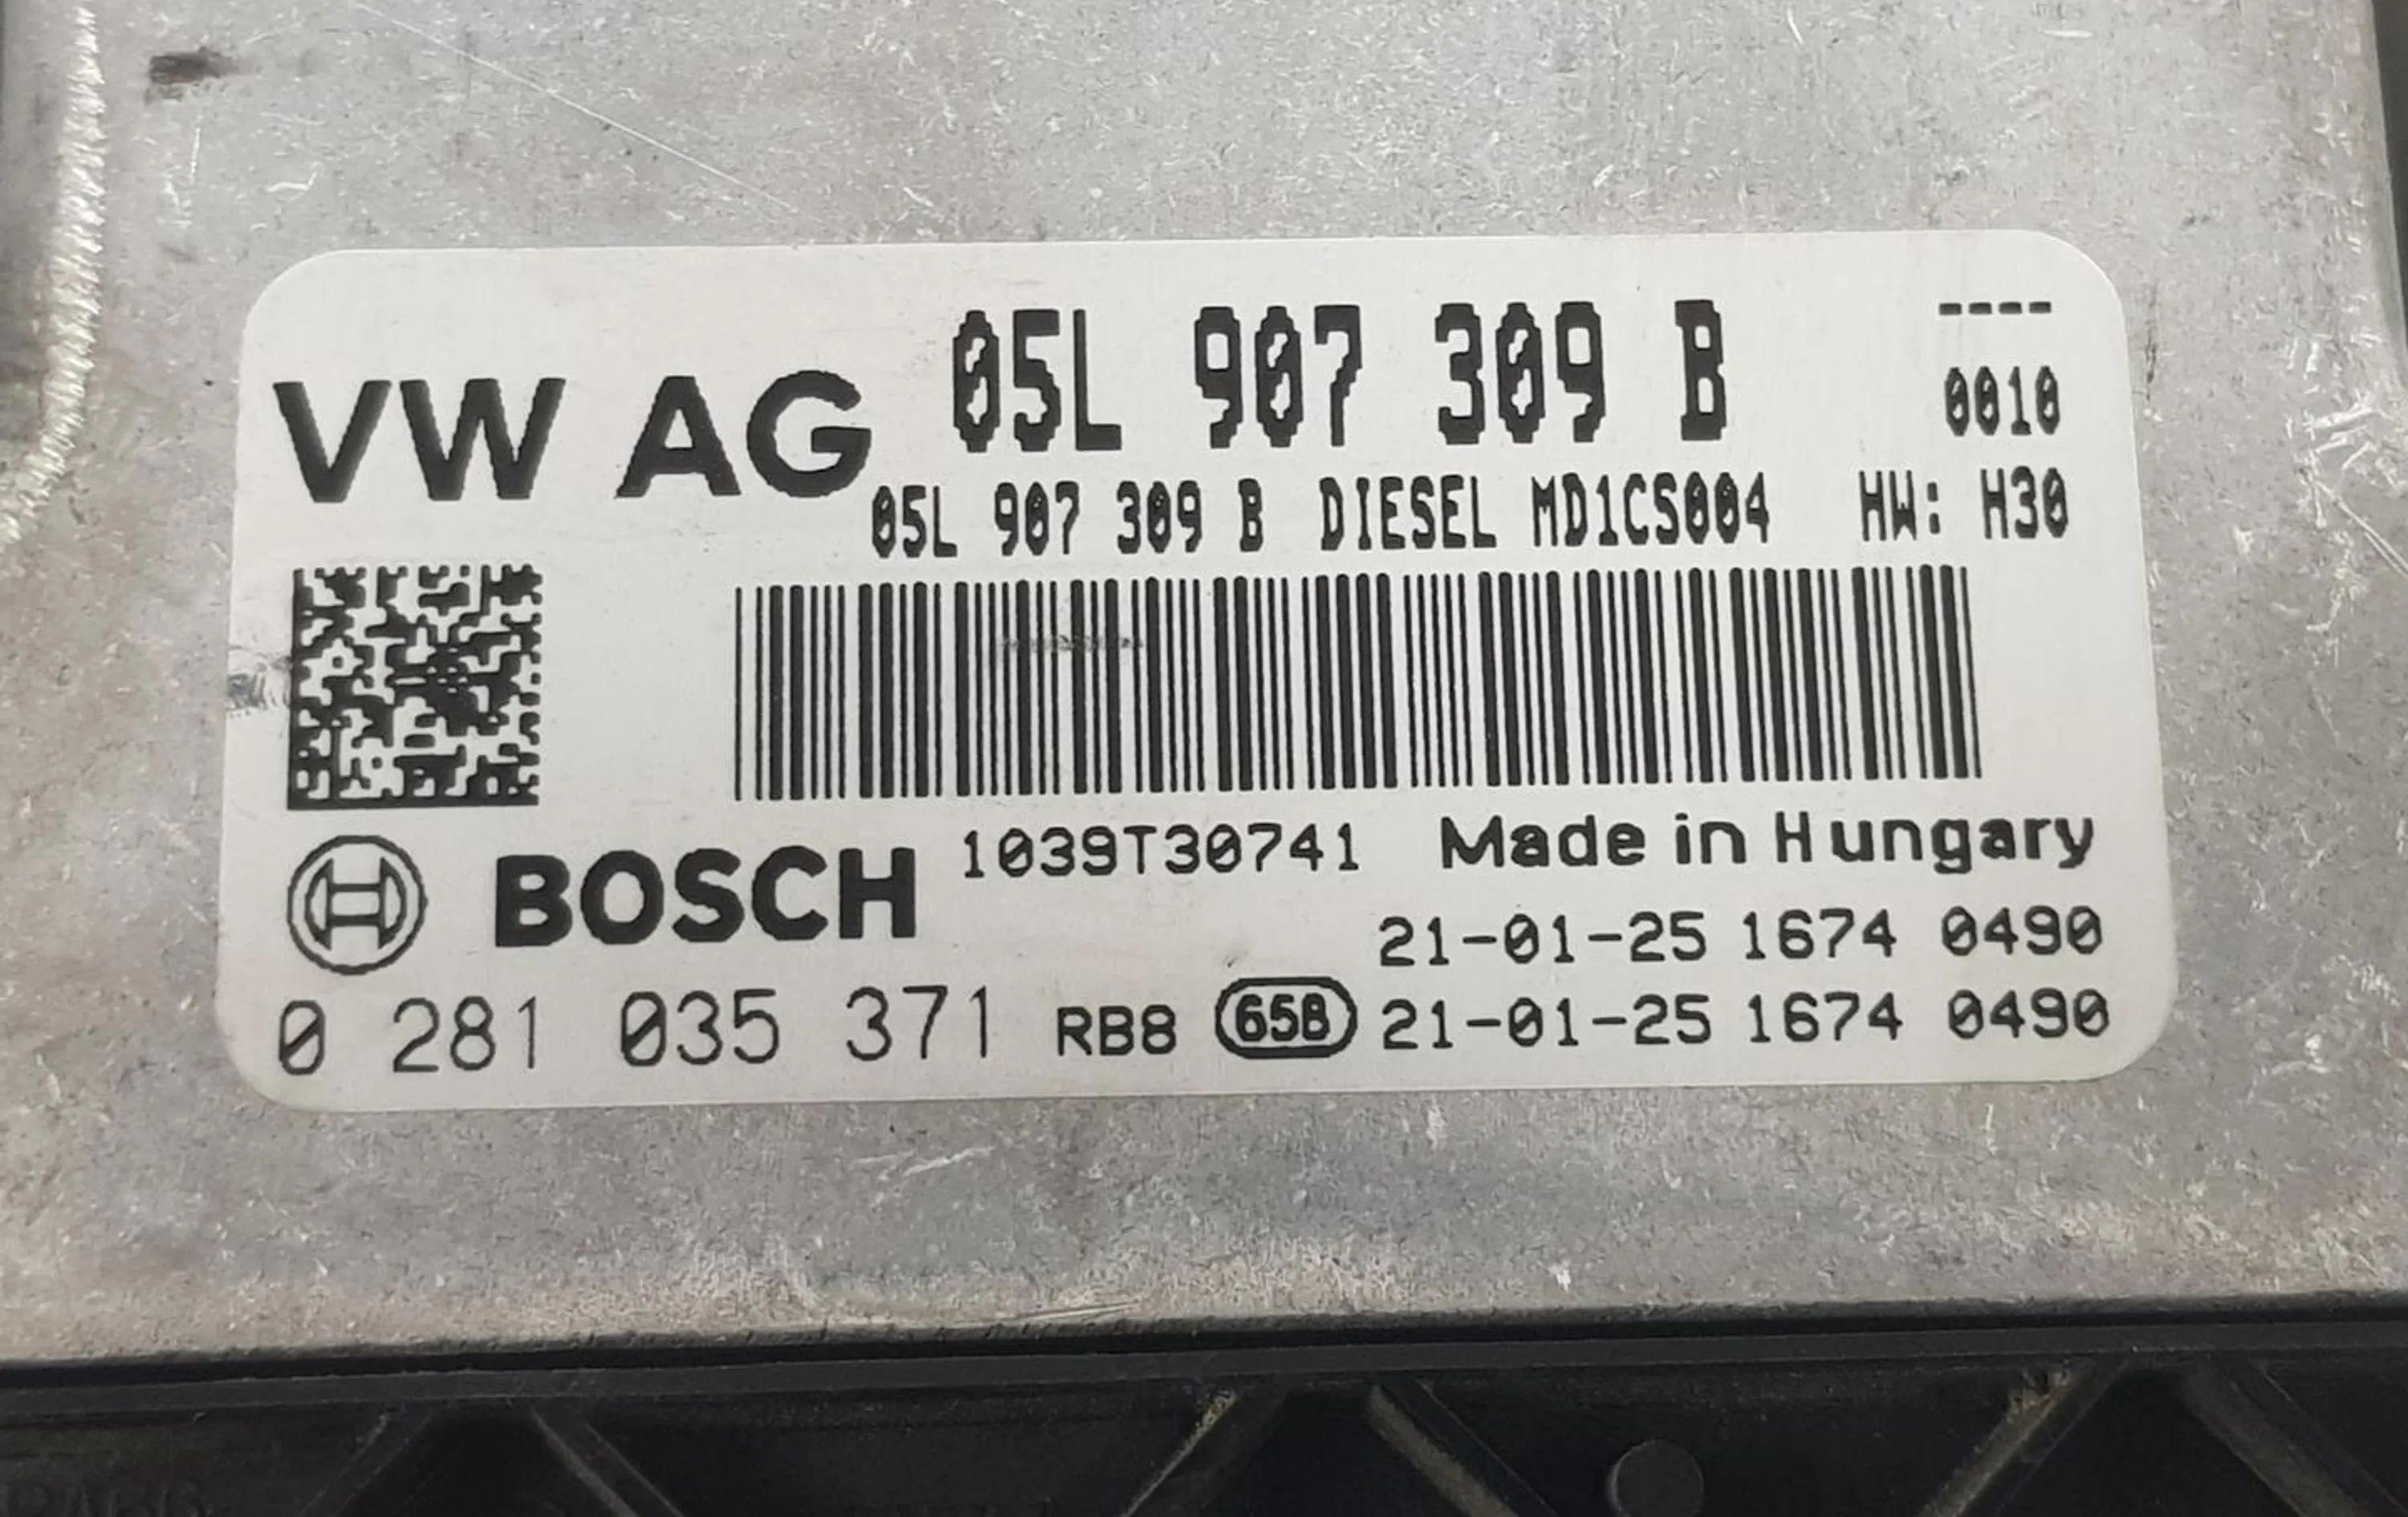 VW AG 05L 907 309 B ----
0010
05L 907 309 B DIESEL MD1CS004 HW: H30
BOSCH 1039T30741 Made in Hungary
21-01-25 1674 0490
0 281 035 371 RB8 65B 21-01-25 1674 0490